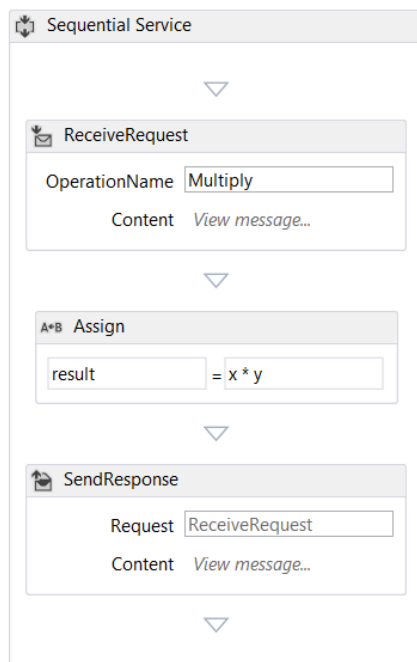 Sequential Service
ReceiveRequest
OperationName Multiply
Content View message...
A*B Assign
result = x * y
SendResponse
Request ReceiveRequest
Content View message...